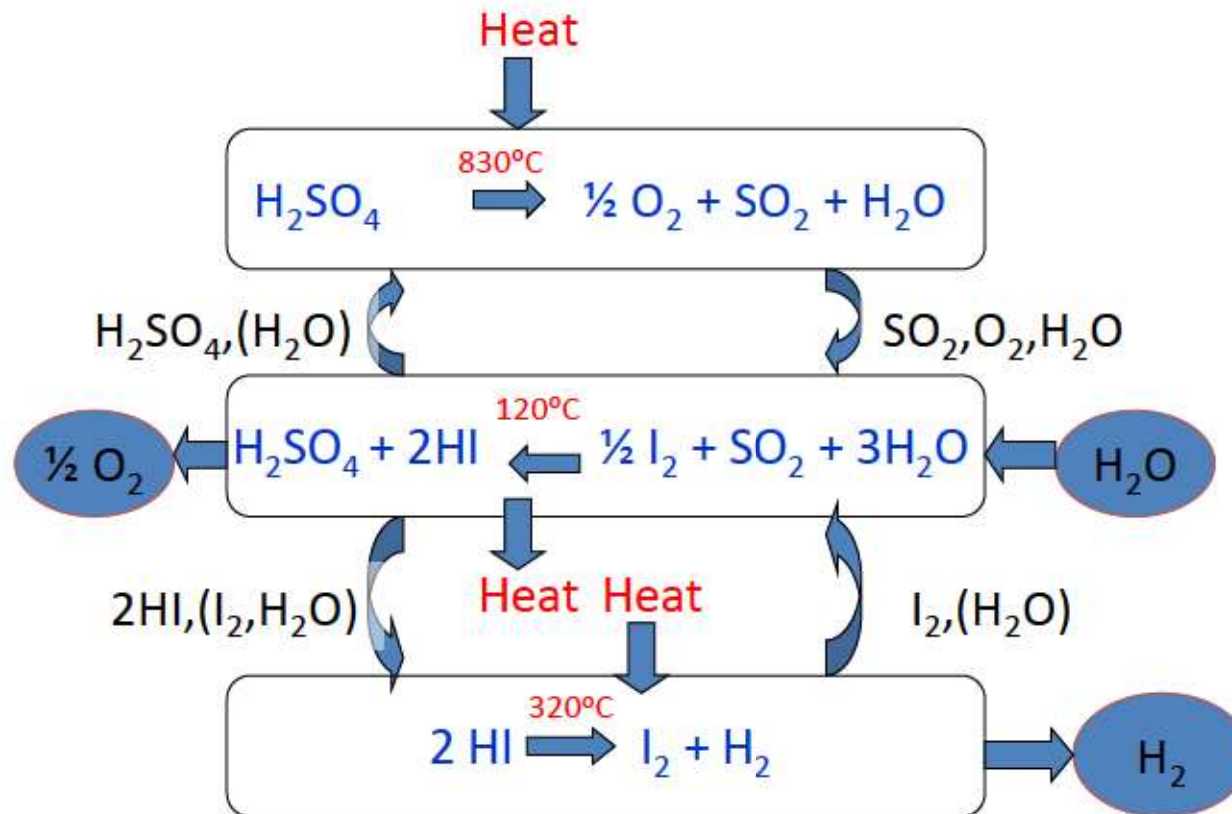 Heat
830ºC
H₂SO₄ ½ O₂ + SO₂ + H₂O
H₂SO₄,(H₂O) SO₂,O₂,H₂O
120ºC
½ O₂ H₂SO₄ + 2HI ½ I₂ + SO₂ + 3H₂O H₂O
Heat Heat
2HI,(I₂,H₂O) I₂,(H₂O)
320ºC
2 HI I₂ + H₂ H₂